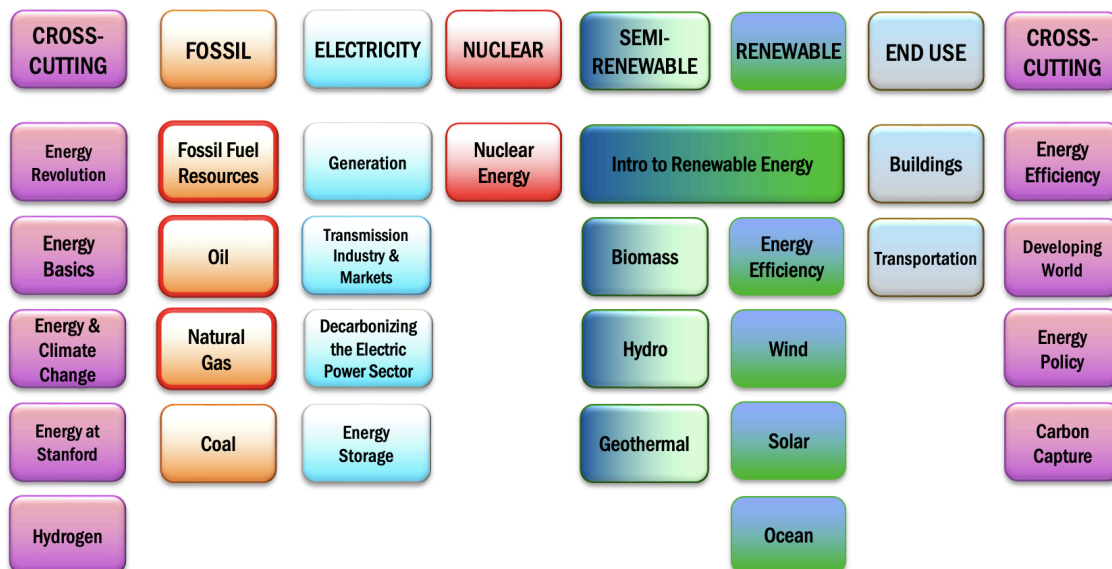 CROSS-
CUTTING
FOSSIL
ELECTRICITY
NUCLEAR
SEMI-
RENEWABLE
RENEWABLE
END USE
CROSS-
CUTTING
Energy
Revolution
Fossil Fuel
Resources
Generation
Nuclear
Energy
Intro to Renewable Energy
Buildings
Energy
Efficiency
Energy
Basics
Oil
Transmission
Industry &
Markets
Biomass
Energy
Efficiency
Transportation
Developing
World
Energy &
Climate
Change
Natural
Gas
Decarbonizing
the Electric
Power Sector
Hydro
Wind
Energy
Policy
Energy at
Stanford
Coal
Energy
Storage
Geothermal
Solar
Carbon
Capture
Hydrogen
Ocean